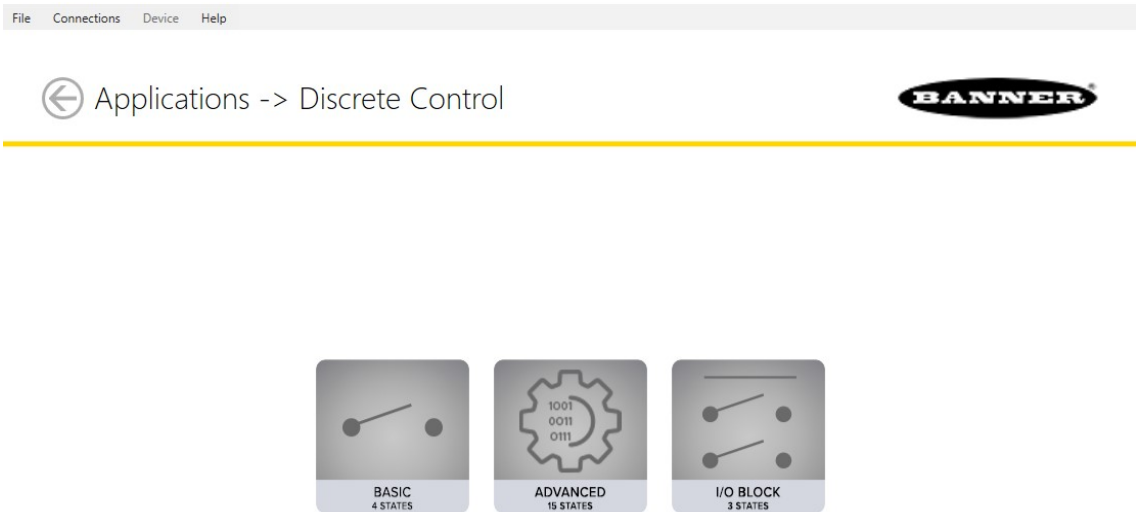 File Connections Device Help
Applications -> Discrete Control
BANNER®
1001
0011
0111
BASIC
4 STATES
ADVANCED
15 STATES
I/O BLOCK
3 STATES